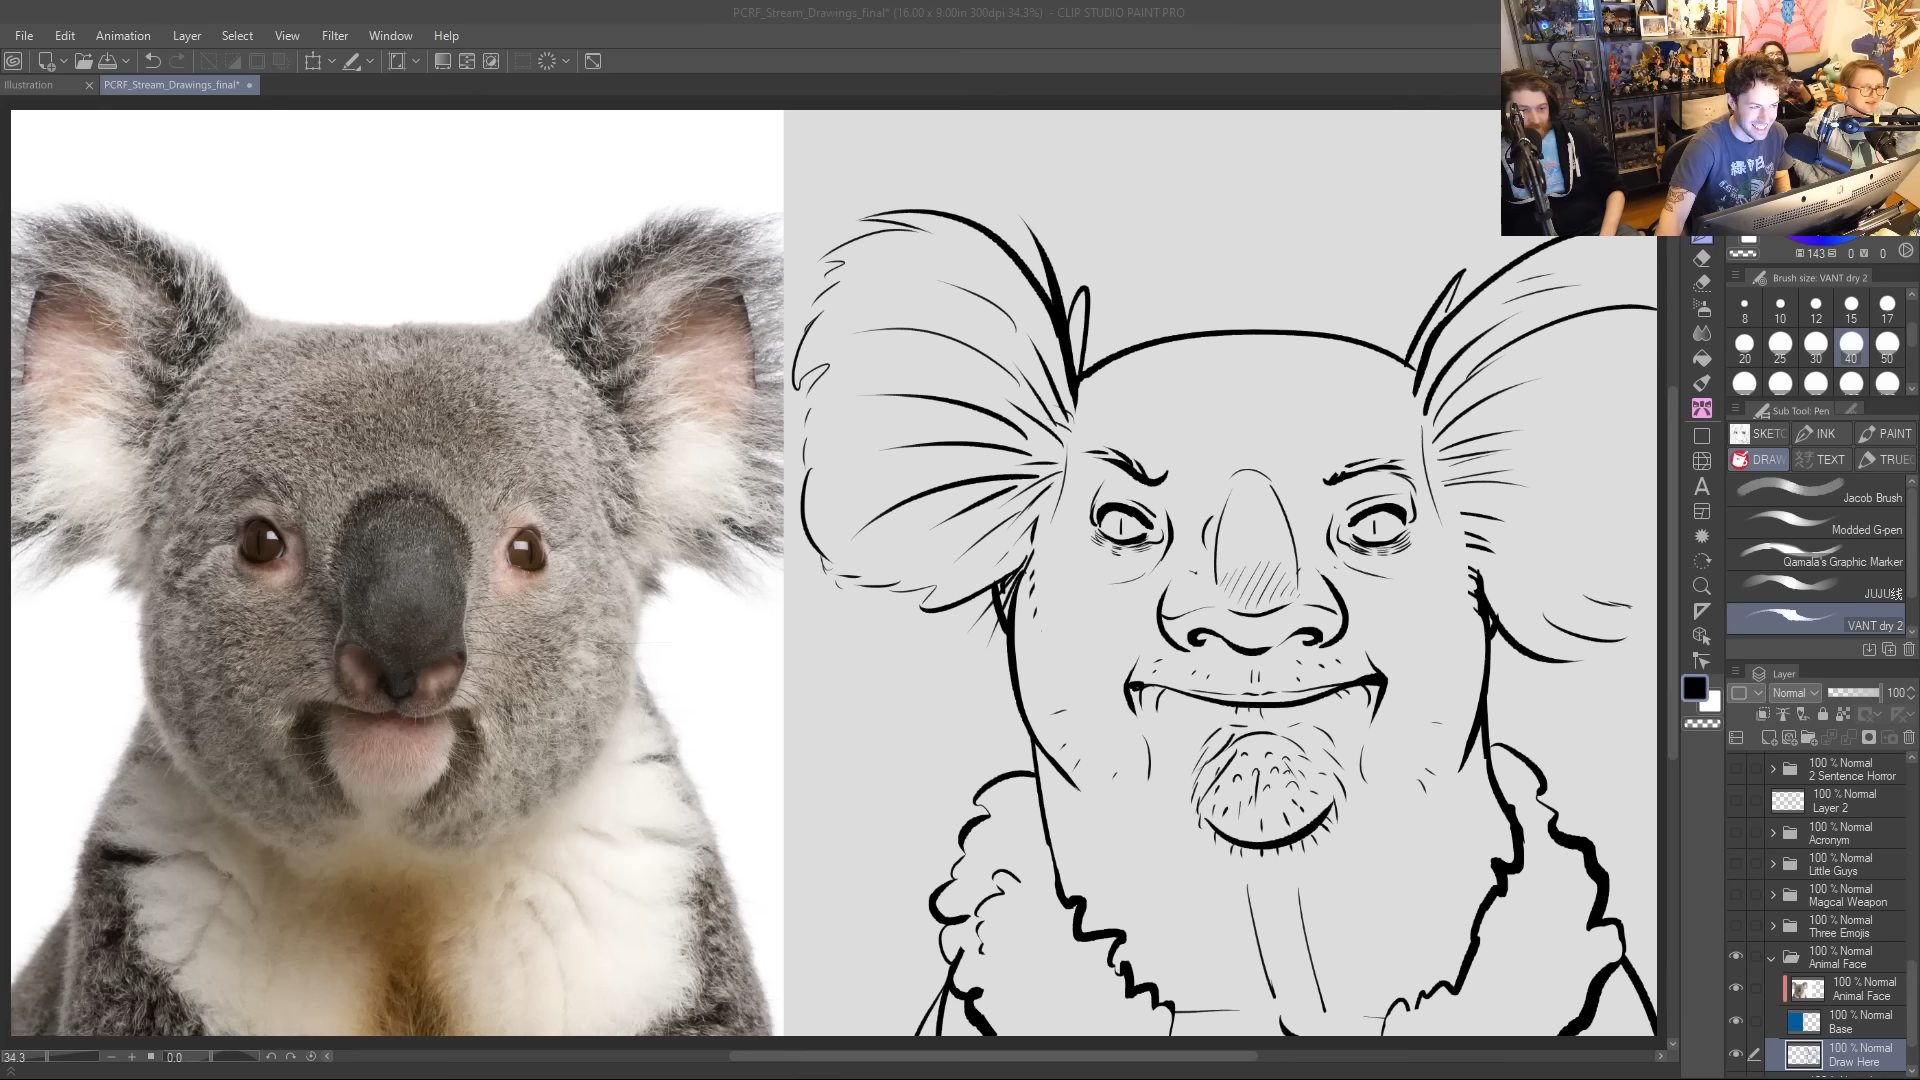 PCRF_Stream_Drawings_final* (16.00 x 9.00in 300dpi 34.3%) - CLIP STUDIO PAINT PRO
File Edit Animation Layer Select View Filter Window Help
Illustration PCRF_Stream_Drawings_final*
143 0 0
Brush size: VANT dry 2
8 10 12 15 17
20 25 30 40 50
Sub Tool: Pen
SKETC INK PAINT
DRAW TEXT TRUE
Jacob Brush
Modded G-pen
Qamala's Graphic Marker
JUJU线
VANT dry 2
Layer
Normal 100
100 % Normal
2 Sentence Horror
100 % Normal
Layer 2
100 % Normal
Acronym
100 % Normal
Little Guys
100 % Normal
Magcal Weapon
100 % Normal
Three Emojis
100 % Normal
Animal Face
100 % Normal
Animal Face
100 % Normal
Base
100 % Normal
Draw Here
34.3 0.0